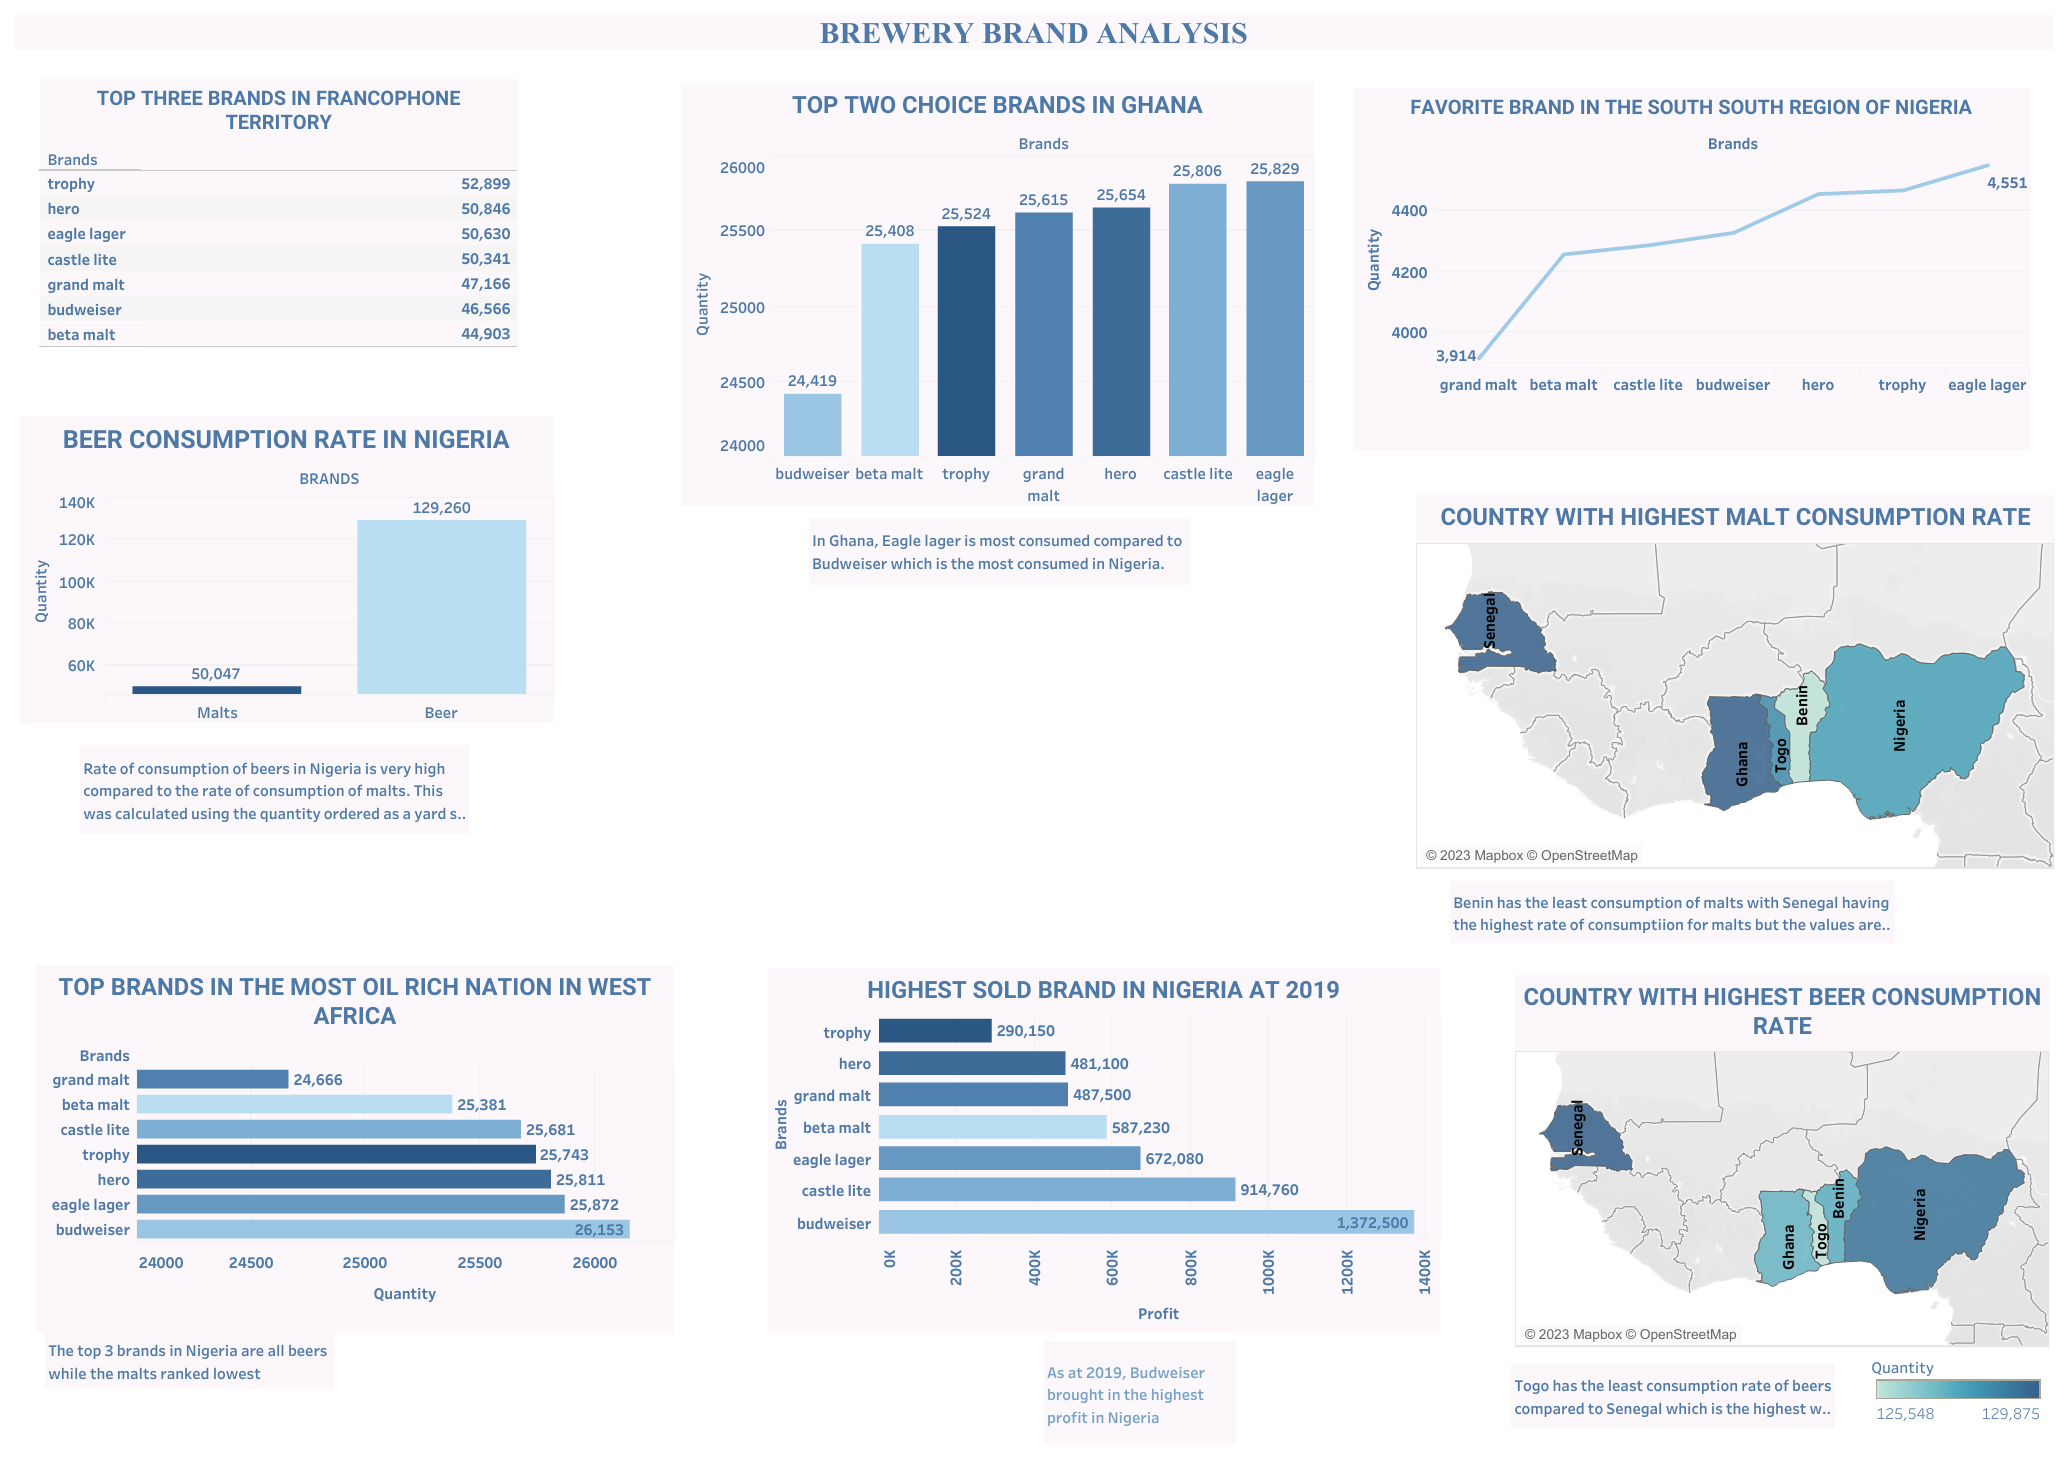 BREWERY BRAND ANALYSIS
TOP THREE BRANDS IN FRANCOPHONE
TERRITORY
Brands
trophy 52,899
hero 50,846
eagle lager 50,630
castle lite 50,341
grand malt 47,166
budweiser 46,566
beta malt 44,903
TOP TWO CHOICE BRANDS IN GHANA
Brands
Quantity
26000
25500
25000
24500
24000
24,419
25,408
25,524
25,615
25,654
25,806
25,829
budweiser beta malt trophy grand malt hero castle lite eagle lager
In Ghana, Eagle lager is most consumed compared to
Budweiser which is the most consumed in Nigeria.
FAVORITE BRAND IN THE SOUTH SOUTH REGION OF NIGERIA
Brands
Quantity
4400
4200
4000
3,914
4,551
grand malt beta malt castle lite budweiser hero trophy eagle lager
BEER CONSUMPTION RATE IN NIGERIA
BRANDS
Quantity
140K
120K
100K
80K
60K
50,047
129,260
Malts Beer
Rate of consumption of beers in Nigeria is very high
compared to the rate of consumption of malts. This
was calculated using the quantity ordered as a yard s..
COUNTRY WITH HIGHEST MALT CONSUMPTION RATE
Senegal
Ghana
Togo
Benin
Nigeria
© 2023 Mapbox © OpenStreetMap
Benin has the least consumption of malts with Senegal having
the highest rate of consumptiion for malts but the values are..
TOP BRANDS IN THE MOST OIL RICH NATION IN WEST
AFRICA
Brands
grand malt 24,666
beta malt 25,381
castle lite 25,681
trophy 25,743
hero 25,811
eagle lager 25,872
budweiser 26,153
24000 24500 25000 25500 26000
Quantity
The top 3 brands in Nigeria are all beers
while the malts ranked lowest
HIGHEST SOLD BRAND IN NIGERIA AT 2019
Brands
trophy 290,150
hero 481,100
grand malt 487,500
beta malt 587,230
eagle lager 672,080
castle lite 914,760
budweiser 1,372,500
0K 200K 400K 600K 800K 1000K 1200K 1400K
Profit
As at 2019, Budweiser
brought in the highest
profit in Nigeria
COUNTRY WITH HIGHEST BEER CONSUMPTION
RATE
Senegal
Ghana
Togo
Benin
Nigeria
© 2023 Mapbox © OpenStreetMap
Togo has the least consumption rate of beers
compared to Senegal which is the highest w..
Quantity
125,548 129,875